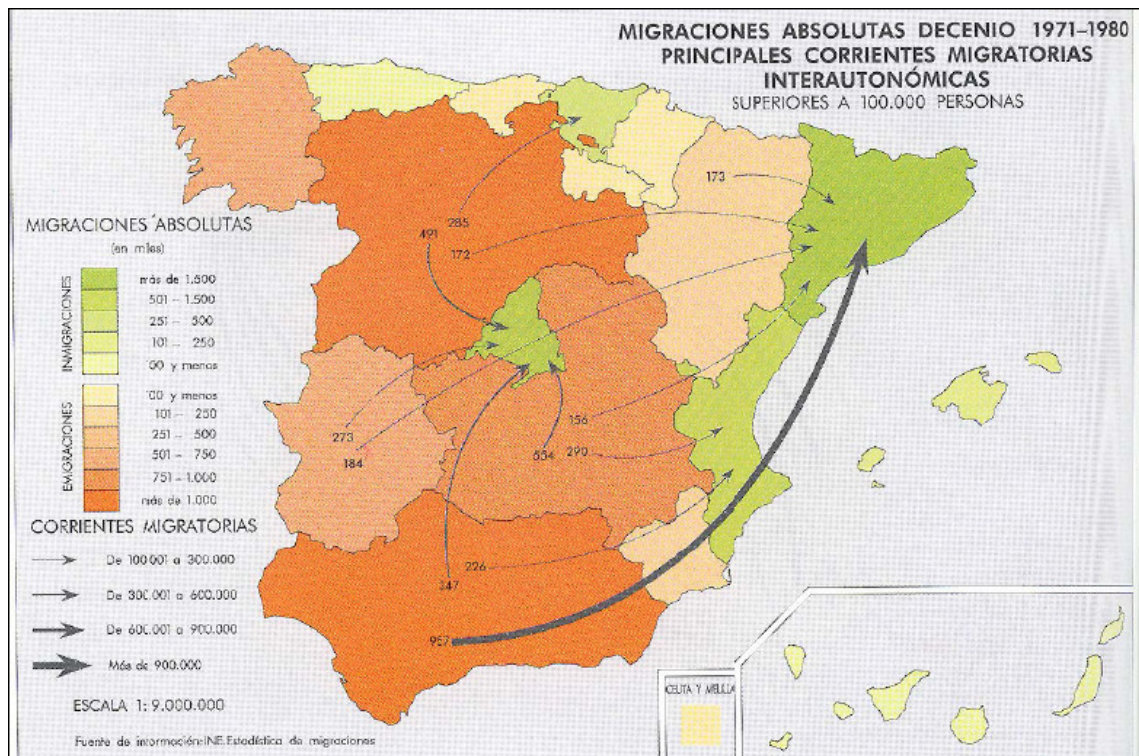 MIGRACIONES ABSOLUTAS DECENIO 1971–1980
PRINCIPALES CORRIENTES MIGRATORIAS
INTERAUTONÓMICAS
SUPERIORES A 100.000 PERSONAS
173
285
491
172
156
273
554
290
184
226
347
957
MIGRACIONES ABSOLUTAS
(en miles)
INMIGRACIONES
más de 1.500
501 – 1.500
251 – 500
101 – 250
100 y menos
EMIGRACIONES
100 y menos
101 – 250
251 – 500
501 – 750
751 – 1.000
más de 1.000
CORRIENTES MIGRATORIAS
De 100.001 a 300.000
De 300.001 a 600.000
De 600.001 a 900.000
Más de 900.000
ESCALA 1: 9.000.000
Fuente de información:INE.Estadística de migraciones
CEUTA Y MELILLA